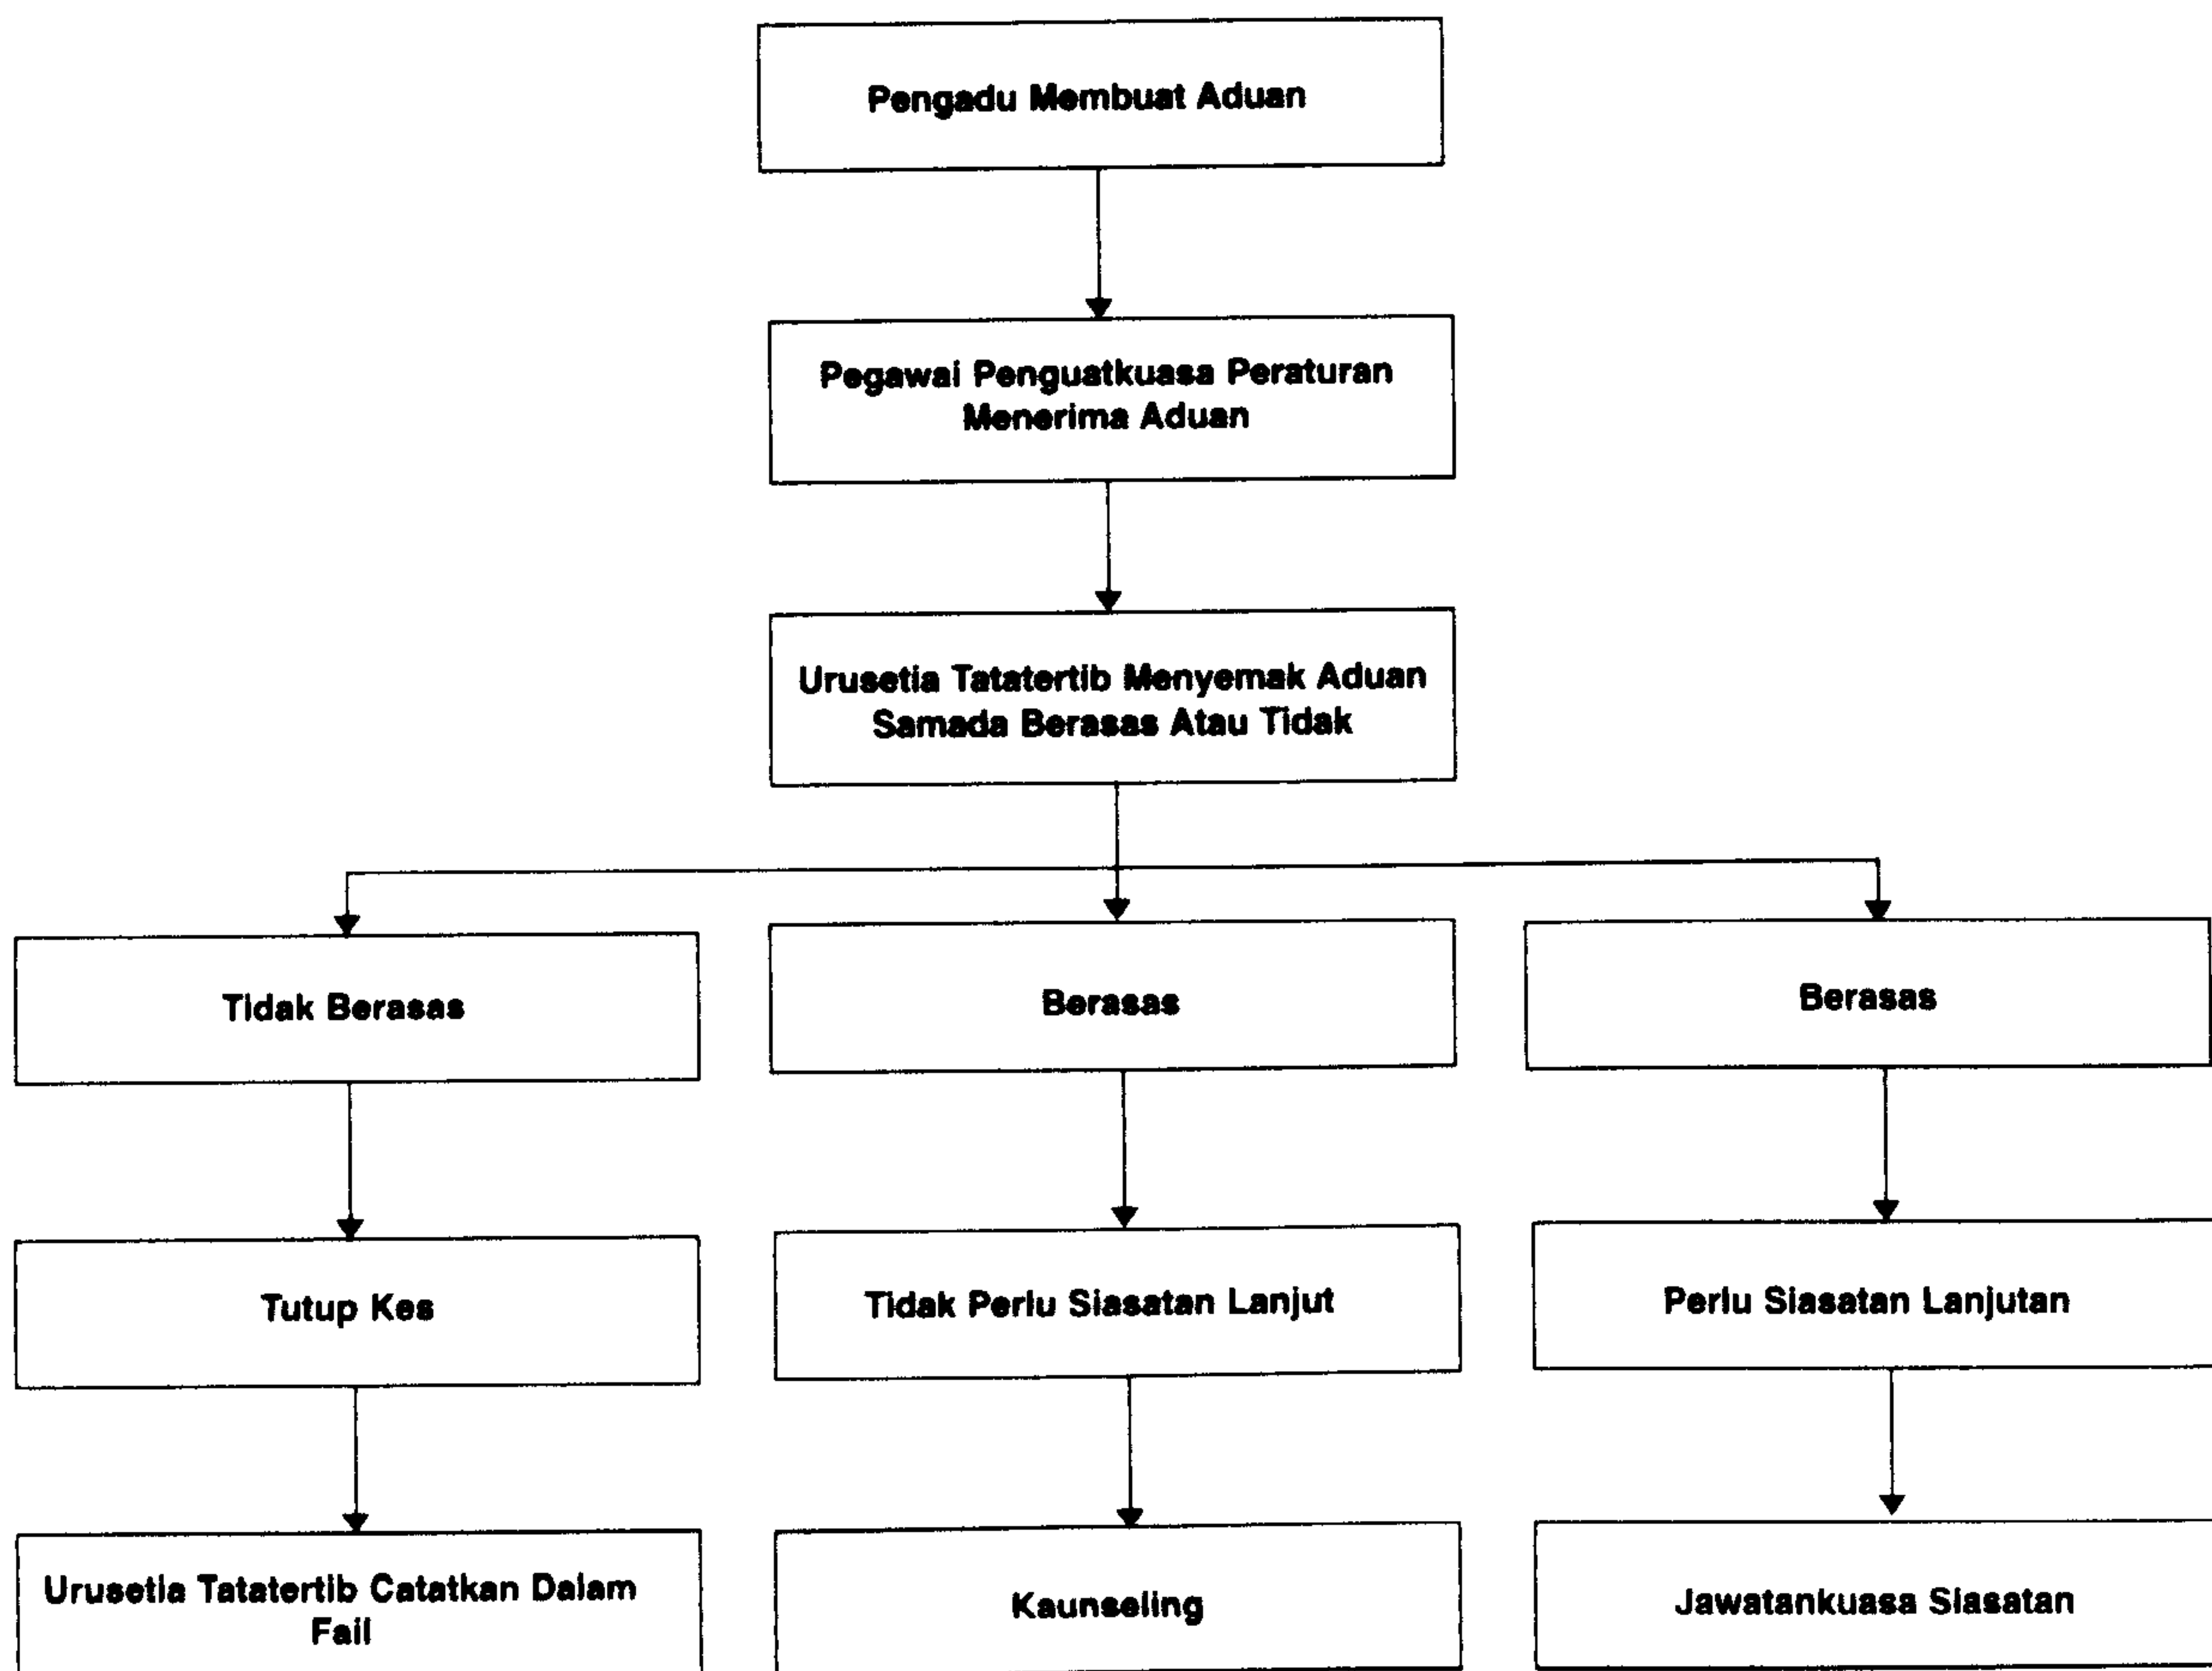 Pengadu Membuat Aduan
Pegawai Penguatkuasa Peraturan
Menerima Aduan
Urusetia Tatatertib Menyemak Aduan
Samada Berasas Atau Tidak
Tidak Berasas
Berasas
Berasas
Tutup Kes
Tidak Perlu Siasatan Lanjut
Perlu Siasatan Lanjutan
Urusetia Tatatertib Catatkan Dalam
Fail
Kaunseling
Jawatankuasa Siasatan